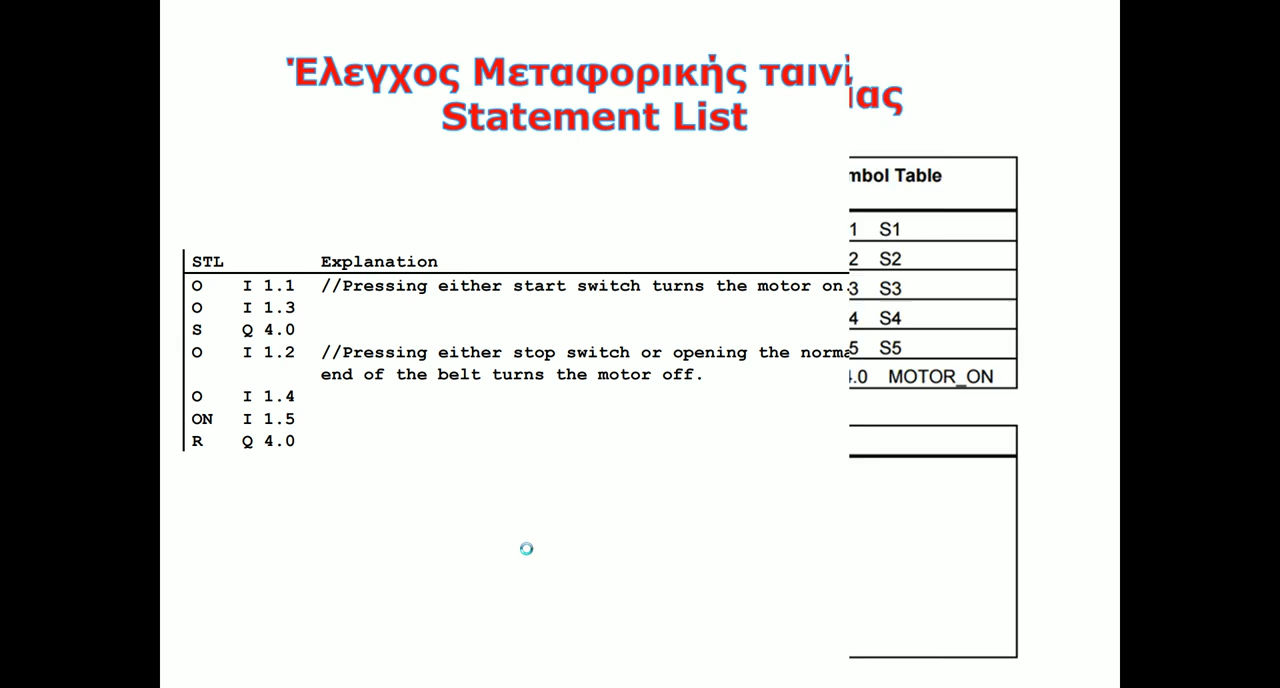 Έλεγχος Μεταφορικής ταινί
ιας
Statement List
STL Explanation
O I 1.1 //Pressing either start switch turns the motor on.
O I 1.3
S Q 4.0
O I 1.2 //Pressing either stop switch or opening the norma
end of the belt turns the motor off.
O I 1.4
ON I 1.5
R Q 4.0
mbol Table
1 S1
2 S2
3 S3
4 S4
5 S5
.0 MOTOR_ON